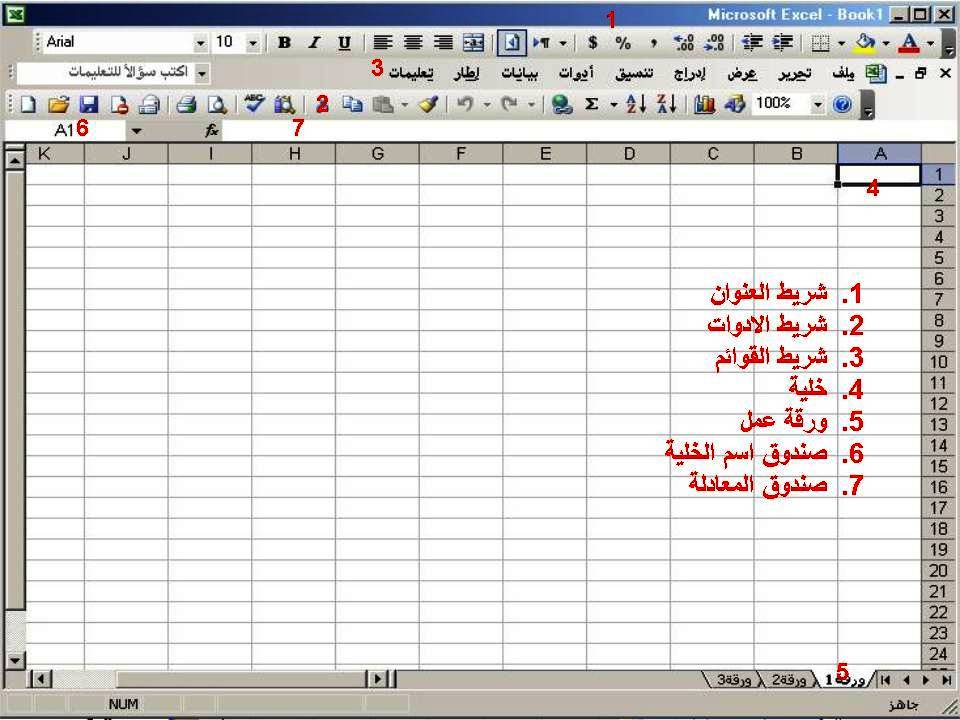 Microsoft Excel - Book1
1
Arial 10 B I U $ % ,
ملف تحرير عرض إدراج تنسيق أدوات بيانات إطار تعليمات 3 اكتب سؤالاً للتعليمات
2 100%
A1 6 fx 7
K J I H G F E D C B A
1
4
2
3
4
5
6
7
8
9
10
11
12
13
14
15
16
17
18
19
20
21
22
23
24
1. شريط العنوان
2. شريط الادوات
3. شريط القوائم
4. خلية
5. ورقة عمل
6. صندوق اسم الخلية
7. صندوق المعادلة
5
ورقة1 ورقة2 ورقة3
جاهز NUM